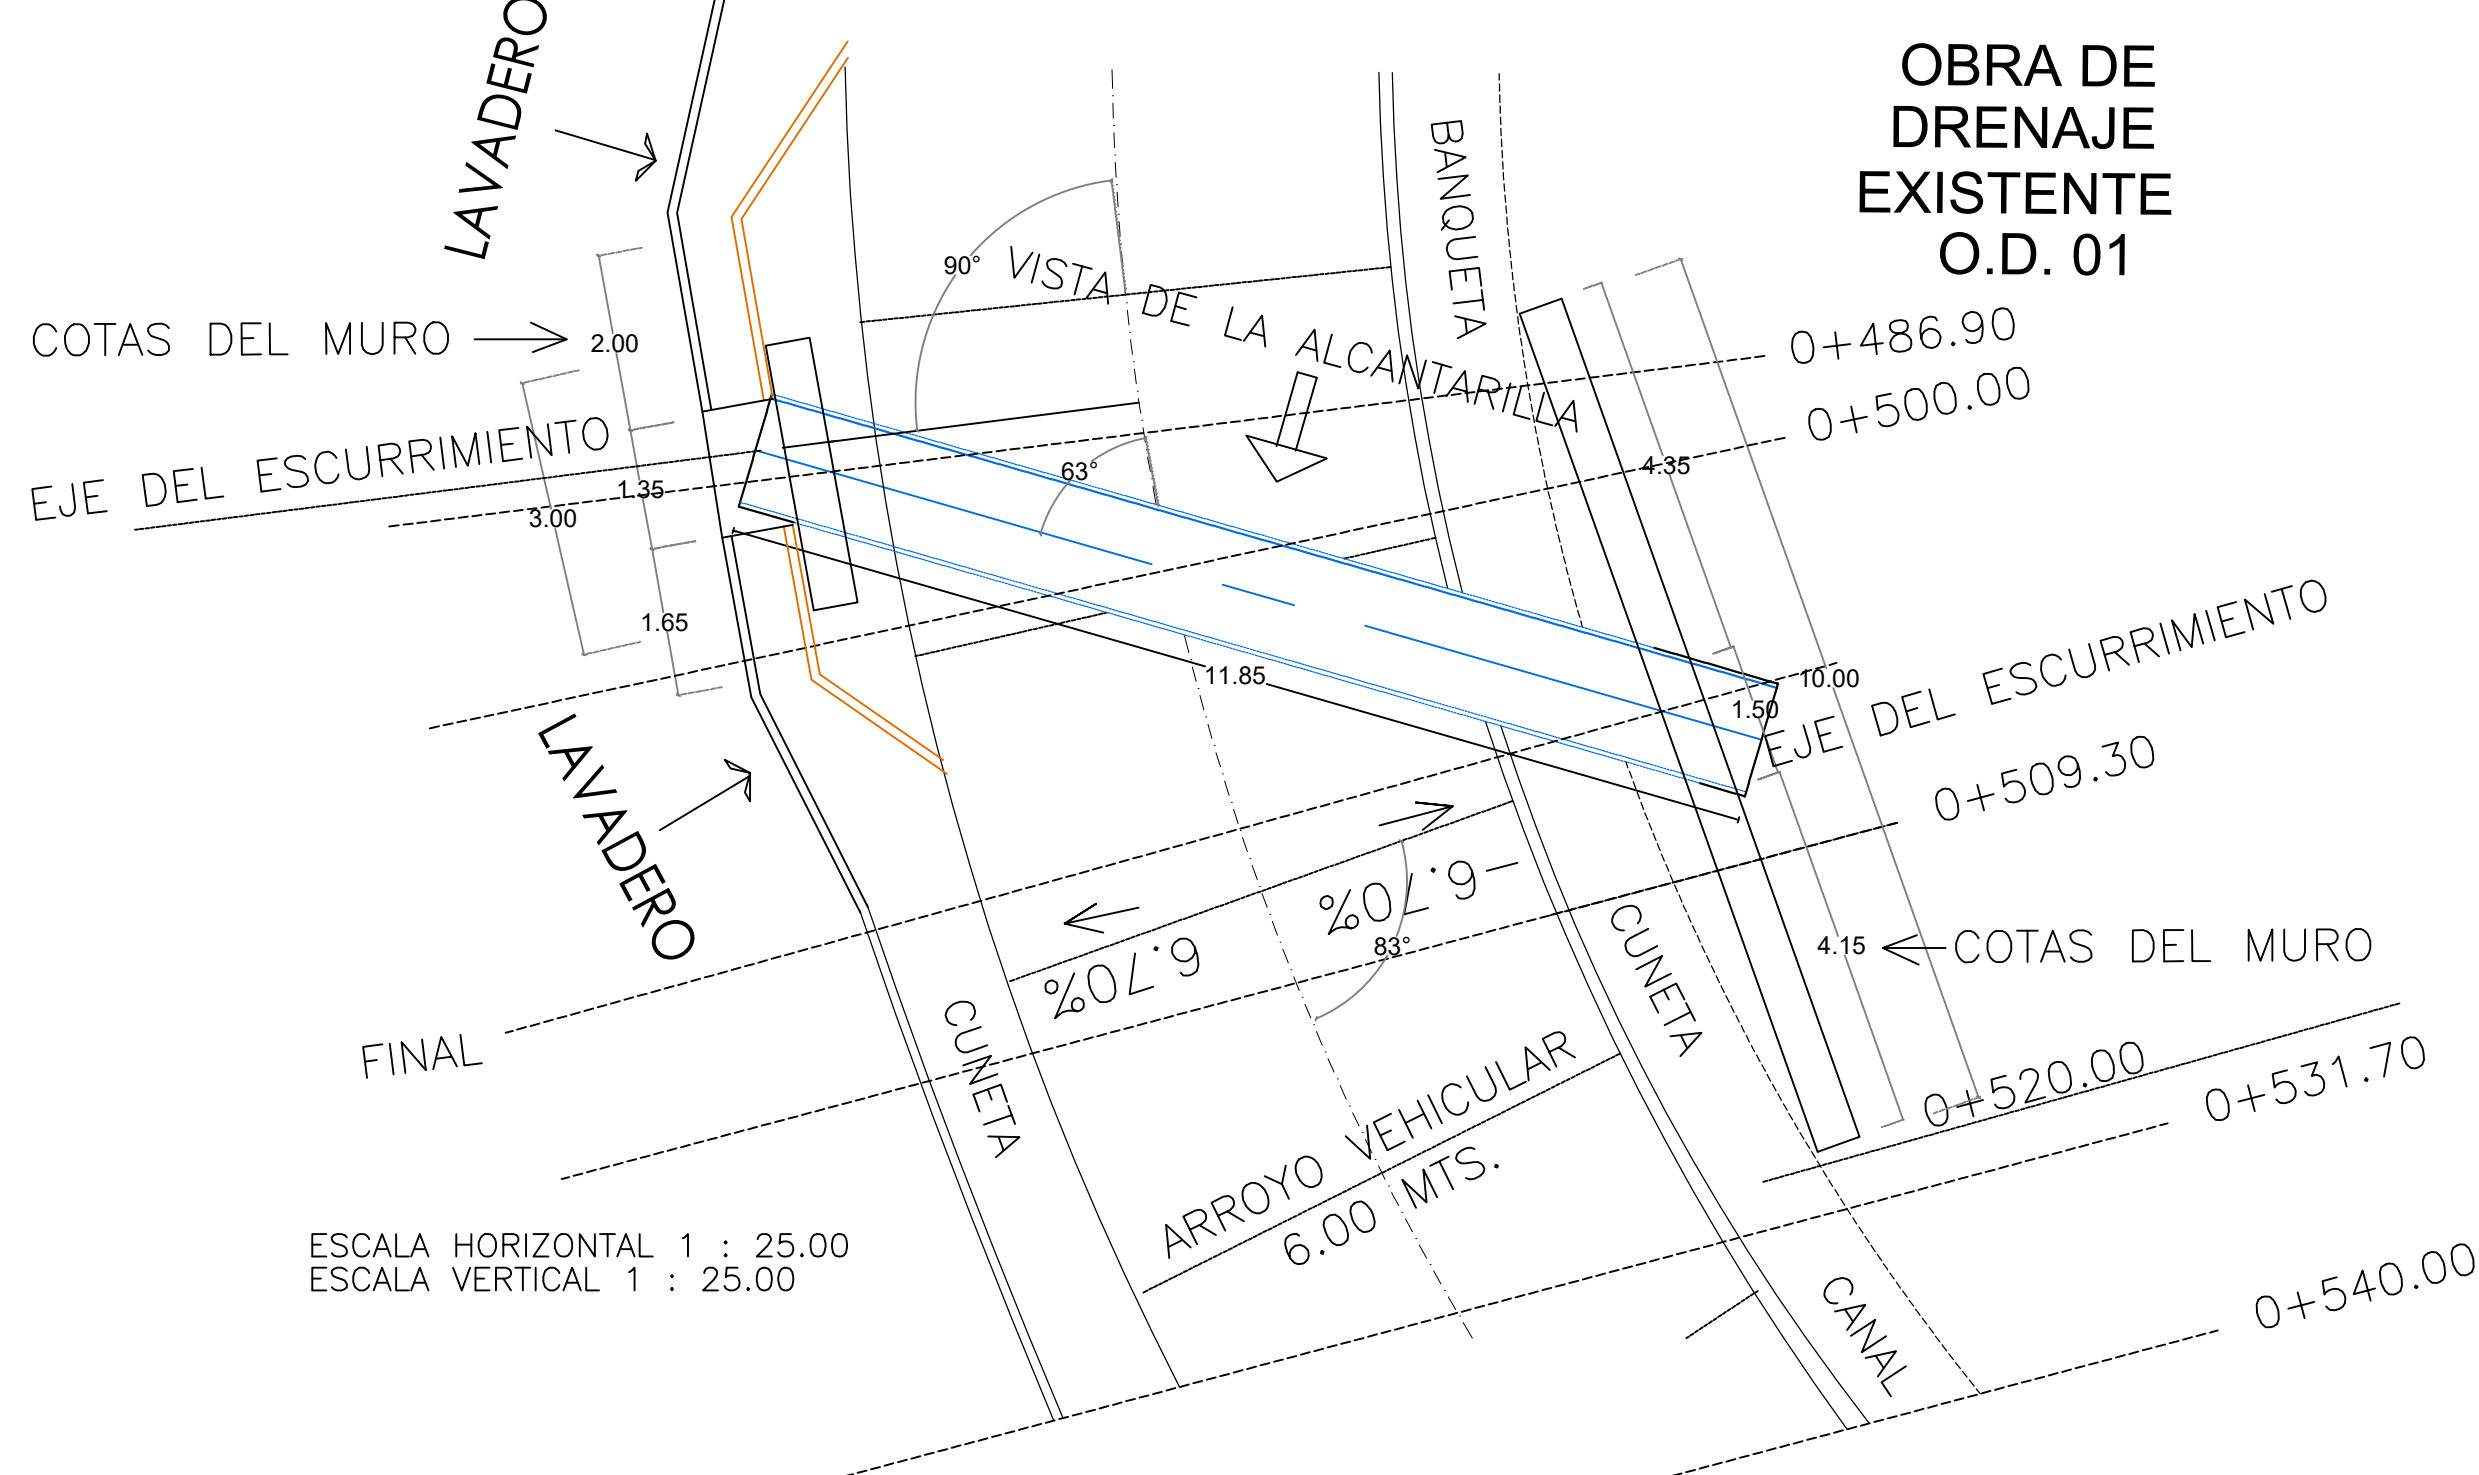 LAVADERO
OBRA DE
DRENAJE
EXISTENTE
O.D. 01
BANQUETA
90°
VISTA DE LA ALCANTARILLA
COTAS DEL MURO
2.00
0+486.90
0+500.00
EJE DEL ESCURRIMIENTO
1.35
3.00
63°
4.35
1.65
11.85
10.00
1.50
EJE DEL ESCURRIMIENTO
LAVADERO
0+509.30
-6.70%
6.70%
83°
CUNETA
4.15
COTAS DEL MURO
FINAL
CUNETA
ARROYO VEHICULAR
6.00 MTS.
0+520.00
0+531.70
ESCALA HORIZONTAL 1 : 25.00
ESCALA VERTICAL 1 : 25.00
CANAL
0+540.00